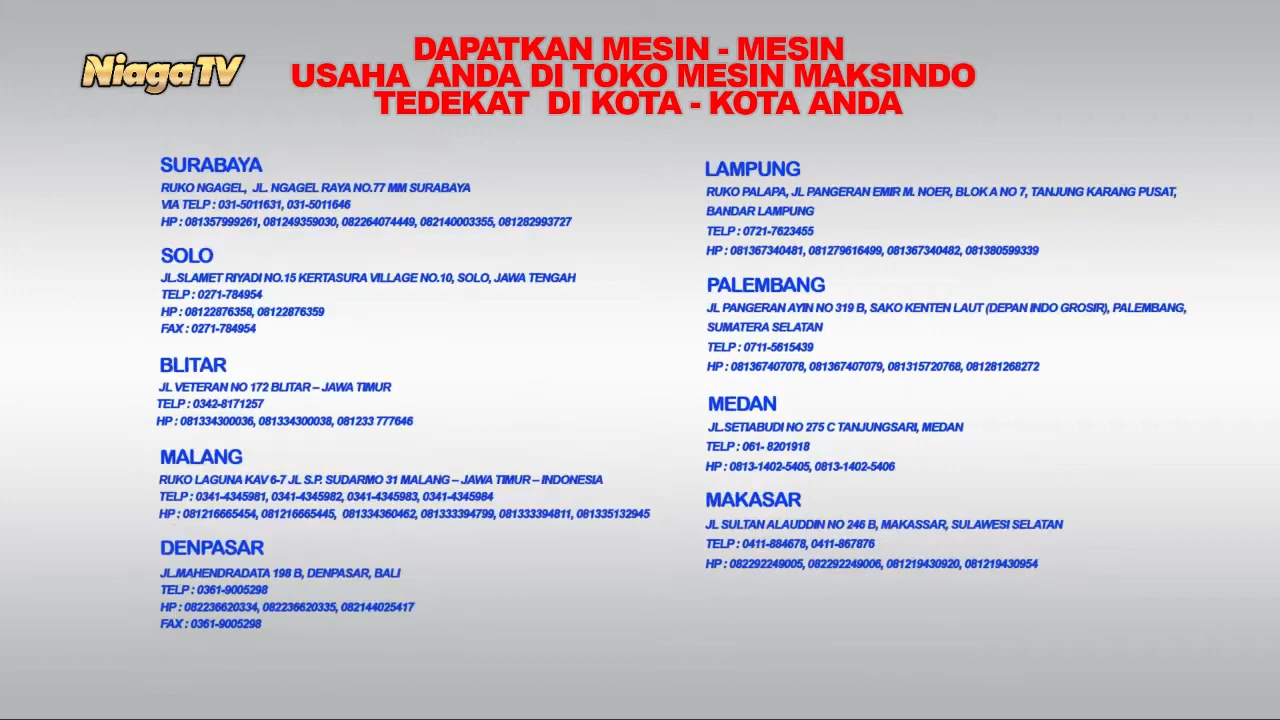 NiagaTV
DAPATKAN MESIN - MESIN
USAHA ANDA DI TOKO MESIN MAKSINDO
TEDEKAT DI KOTA - KOTA ANDA
SURABAYA
RUKO NGAGEL, JL. NGAGEL RAYA NO.77 MM SURABAYA
VIA TELP : 031-5011631, 031-5011646
HP : 081357999261, 081249359030, 082264074449, 082140003355, 081282993727
SOLO
JL.SLAMET RIYADI NO.15 KERTASURA VILLAGE NO.10, SOLO, JAWA TENGAH
TELP : 0271-784954
HP : 08122876358, 08122876359
FAX : 0271-784954
BLITAR
JL VETERAN NO 172 BLITAR – JAWA TIMUR
TELP : 0342-8171257
HP : 081334300036, 081334300038, 081233 777646
MALANG
RUKO LAGUNA KAV 6-7 JL S.P. SUDARMO 31 MALANG – JAWA TIMUR – INDONESIA
TELP : 0341-4345981, 0341-4345982, 0341-4345983, 0341-4345984
HP : 081216665454, 081216665445, 081334360462, 081333394799, 081333394811, 081335132945
DENPASAR
JL.MAHENDRADATA 198 B, DENPASAR, BALI
TELP : 0361-9005298
HP : 082236620334, 082236620335, 082144025417
FAX : 0361-9005298
LAMPUNG
RUKO PALAPA, JL PANGERAN EMIR M. NOER, BLOK A NO 7, TANJUNG KARANG PUSAT,
BANDAR LAMPUNG
TELP : 0721-7623455
HP : 081367340481, 081279616499, 081367340482, 081380599339
PALEMBANG
JL PANGERAN AYIN NO 319 B, SAKO KENTEN LAUT (DEPAN INDO GROSIR), PALEMBANG,
SUMATERA SELATAN
TELP : 0711-5615439
HP : 081367407078, 081367407079, 081315720768, 081281268272
MEDAN
JL.SETIABUDI NO 275 C TANJUNGSARI, MEDAN
TELP : 061- 8201918
HP : 0813-1402-5405, 0813-1402-5406
MAKASAR
JL SULTAN ALAUDDIN NO 246 B, MAKASSAR, SULAWESI SELATAN
TELP : 0411-884678, 0411-867876
HP : 082292249005, 082292249006, 081219430920, 081219430954